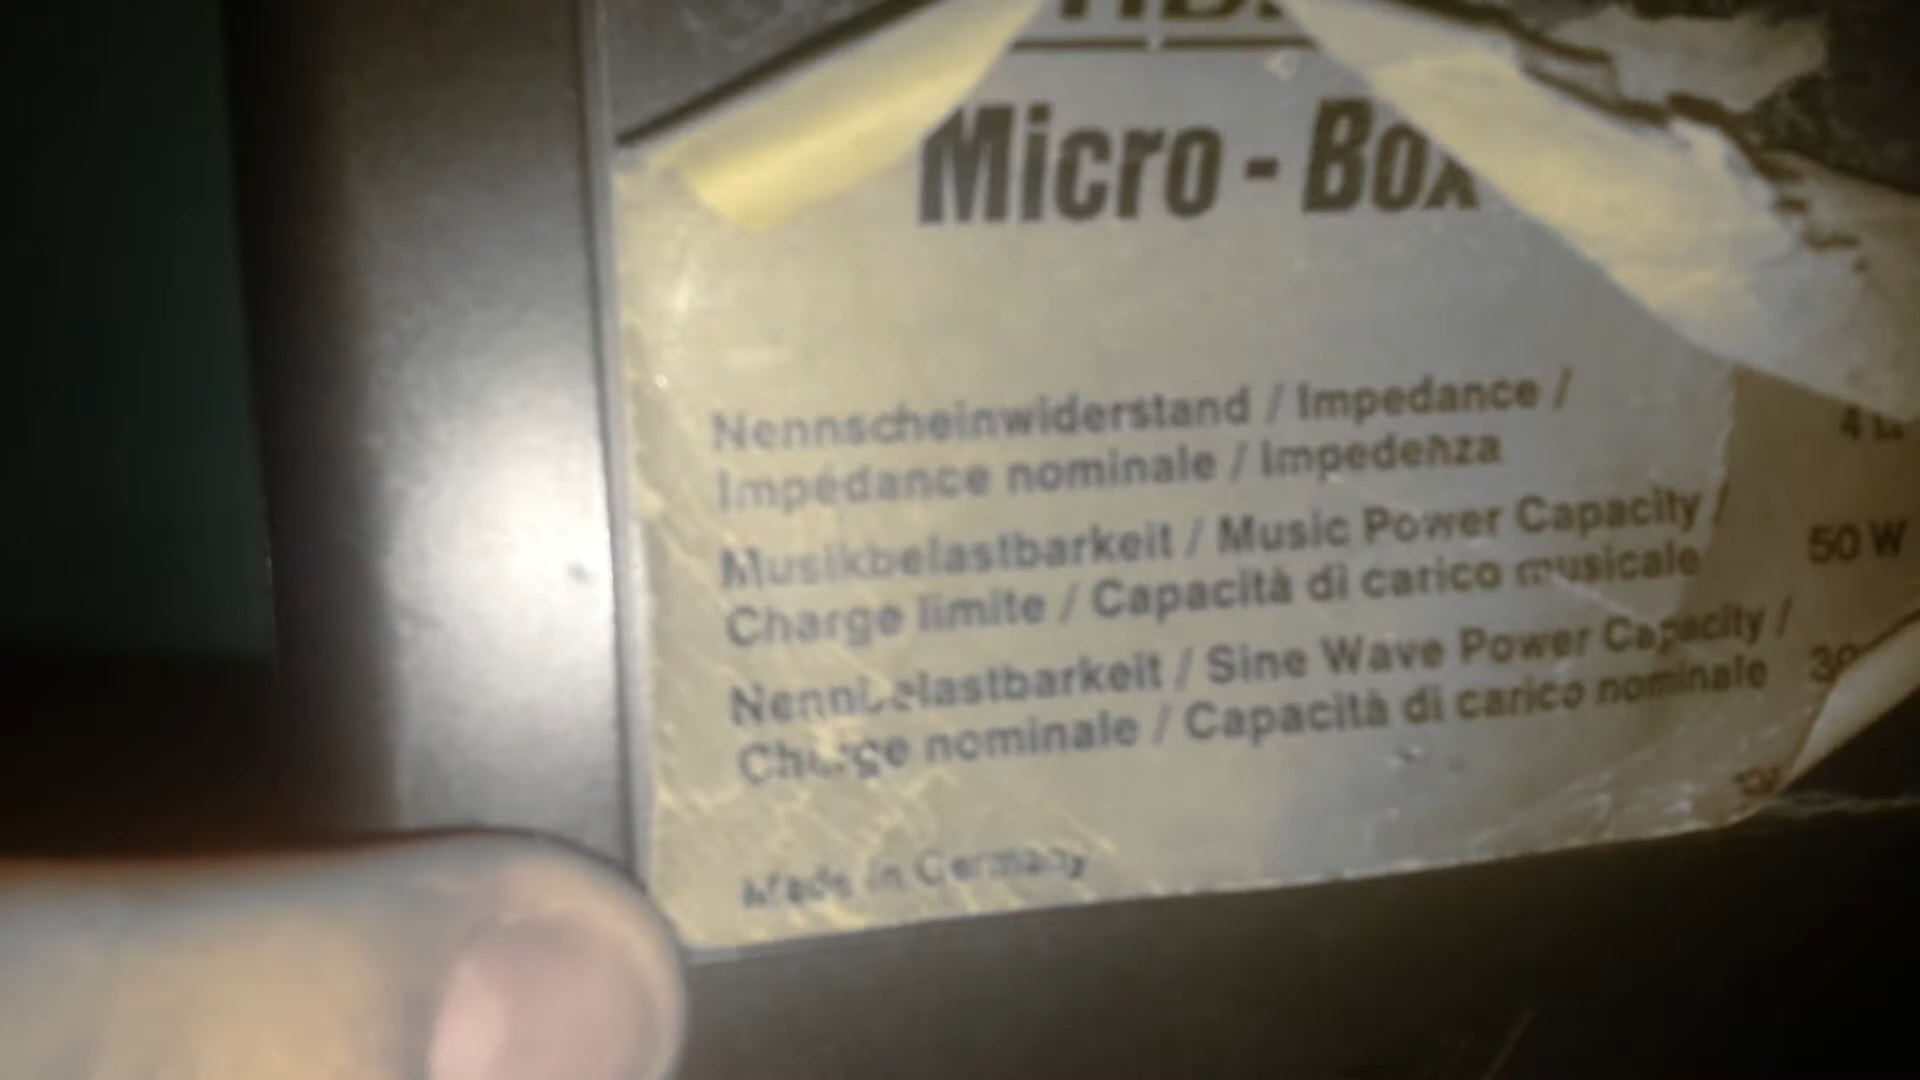 Micro - Box
Nennscheinwiderstand / Impedance /
Impédance nominale / Impedenza 4 Ω
Musikbelastbarkeit / Music Power Capacity /
Charge limite / Capacità di carico musicale 50 W
Nennbelastbarkeit / Sine Wave Power Capacity /
Charge nominale / Capacità di carico nominale
Made in Germany